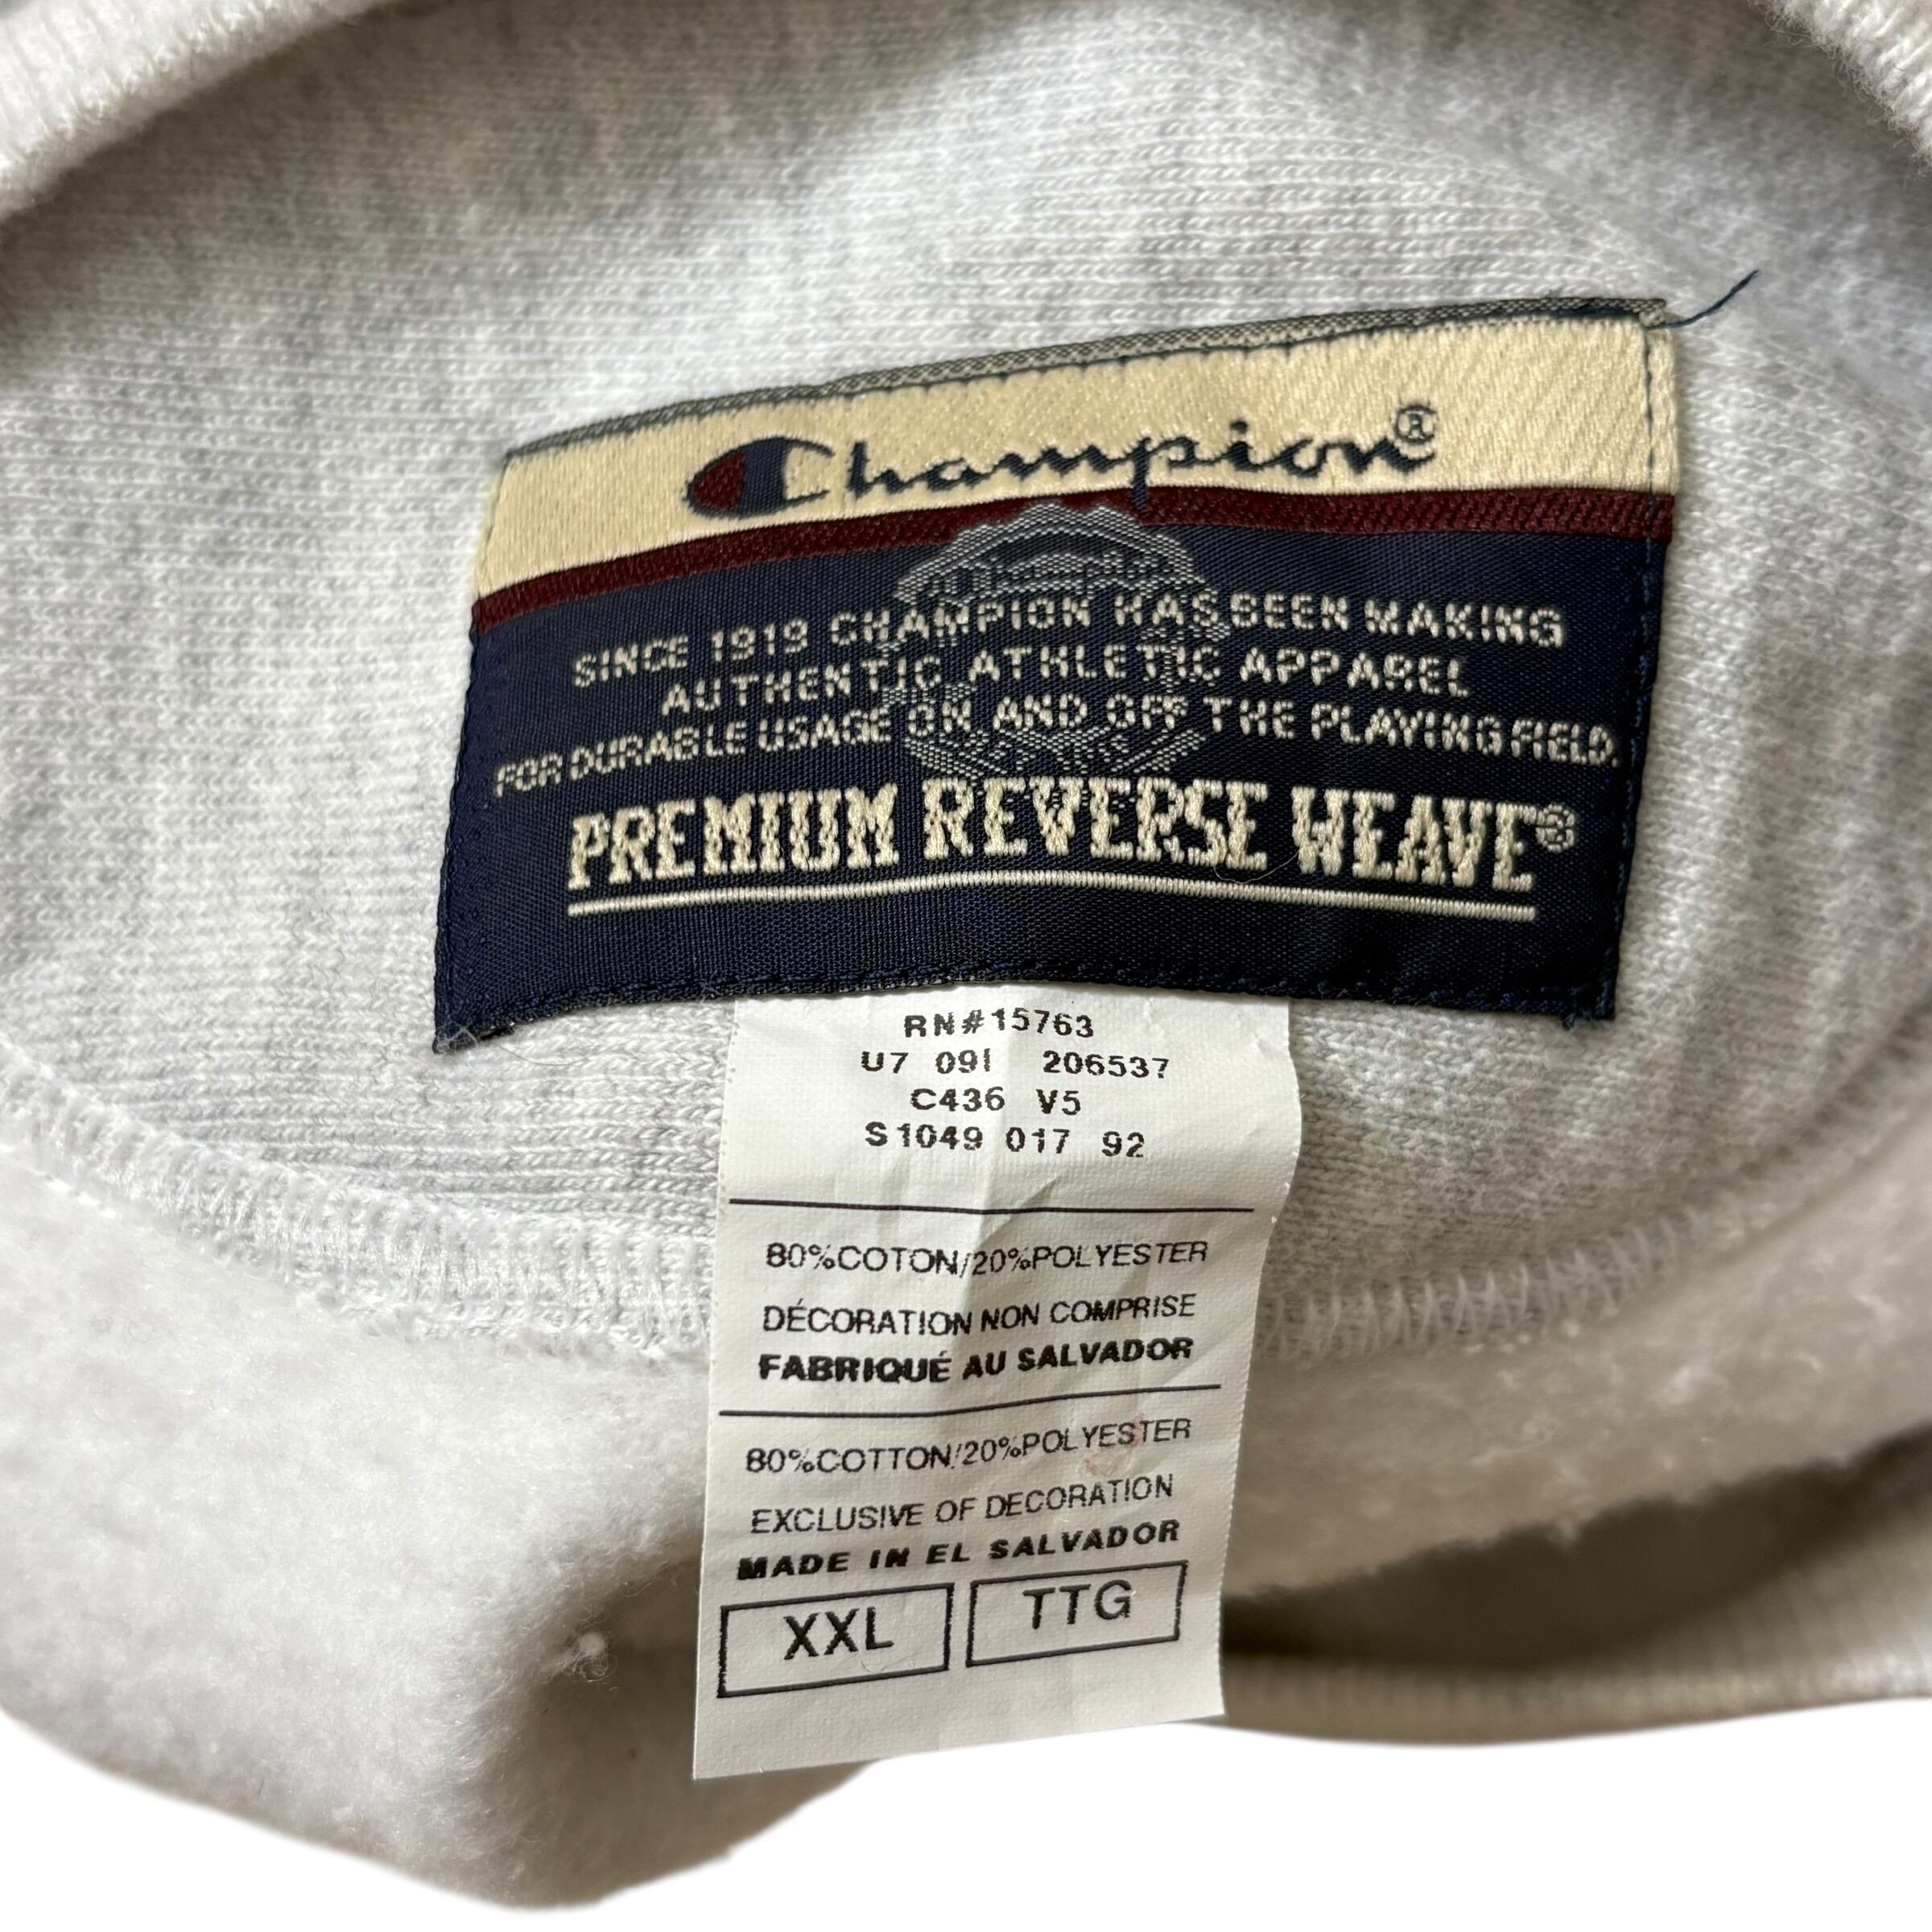 Champion®
SINCE 1919 CHAMPION HAS BEEN MAKING
AUTHENTIC ATHLETIC APPAREL
FOR DURABLE USAGE ON AND OFF THE PLAYING FIELD.
PREMIUM REVERSE WEAVE®
RN#15763
U7 091 206537
C436 V5
S1049 017 92
80%COTON/20%POLYESTER
DÉCORATION NON COMPRISE
FABRIQUÉ AU SALVADOR
80%COTTON/20%POLYESTER
EXCLUSIVE OF DECORATION
MADE IN EL SALVADOR
XXL TTG